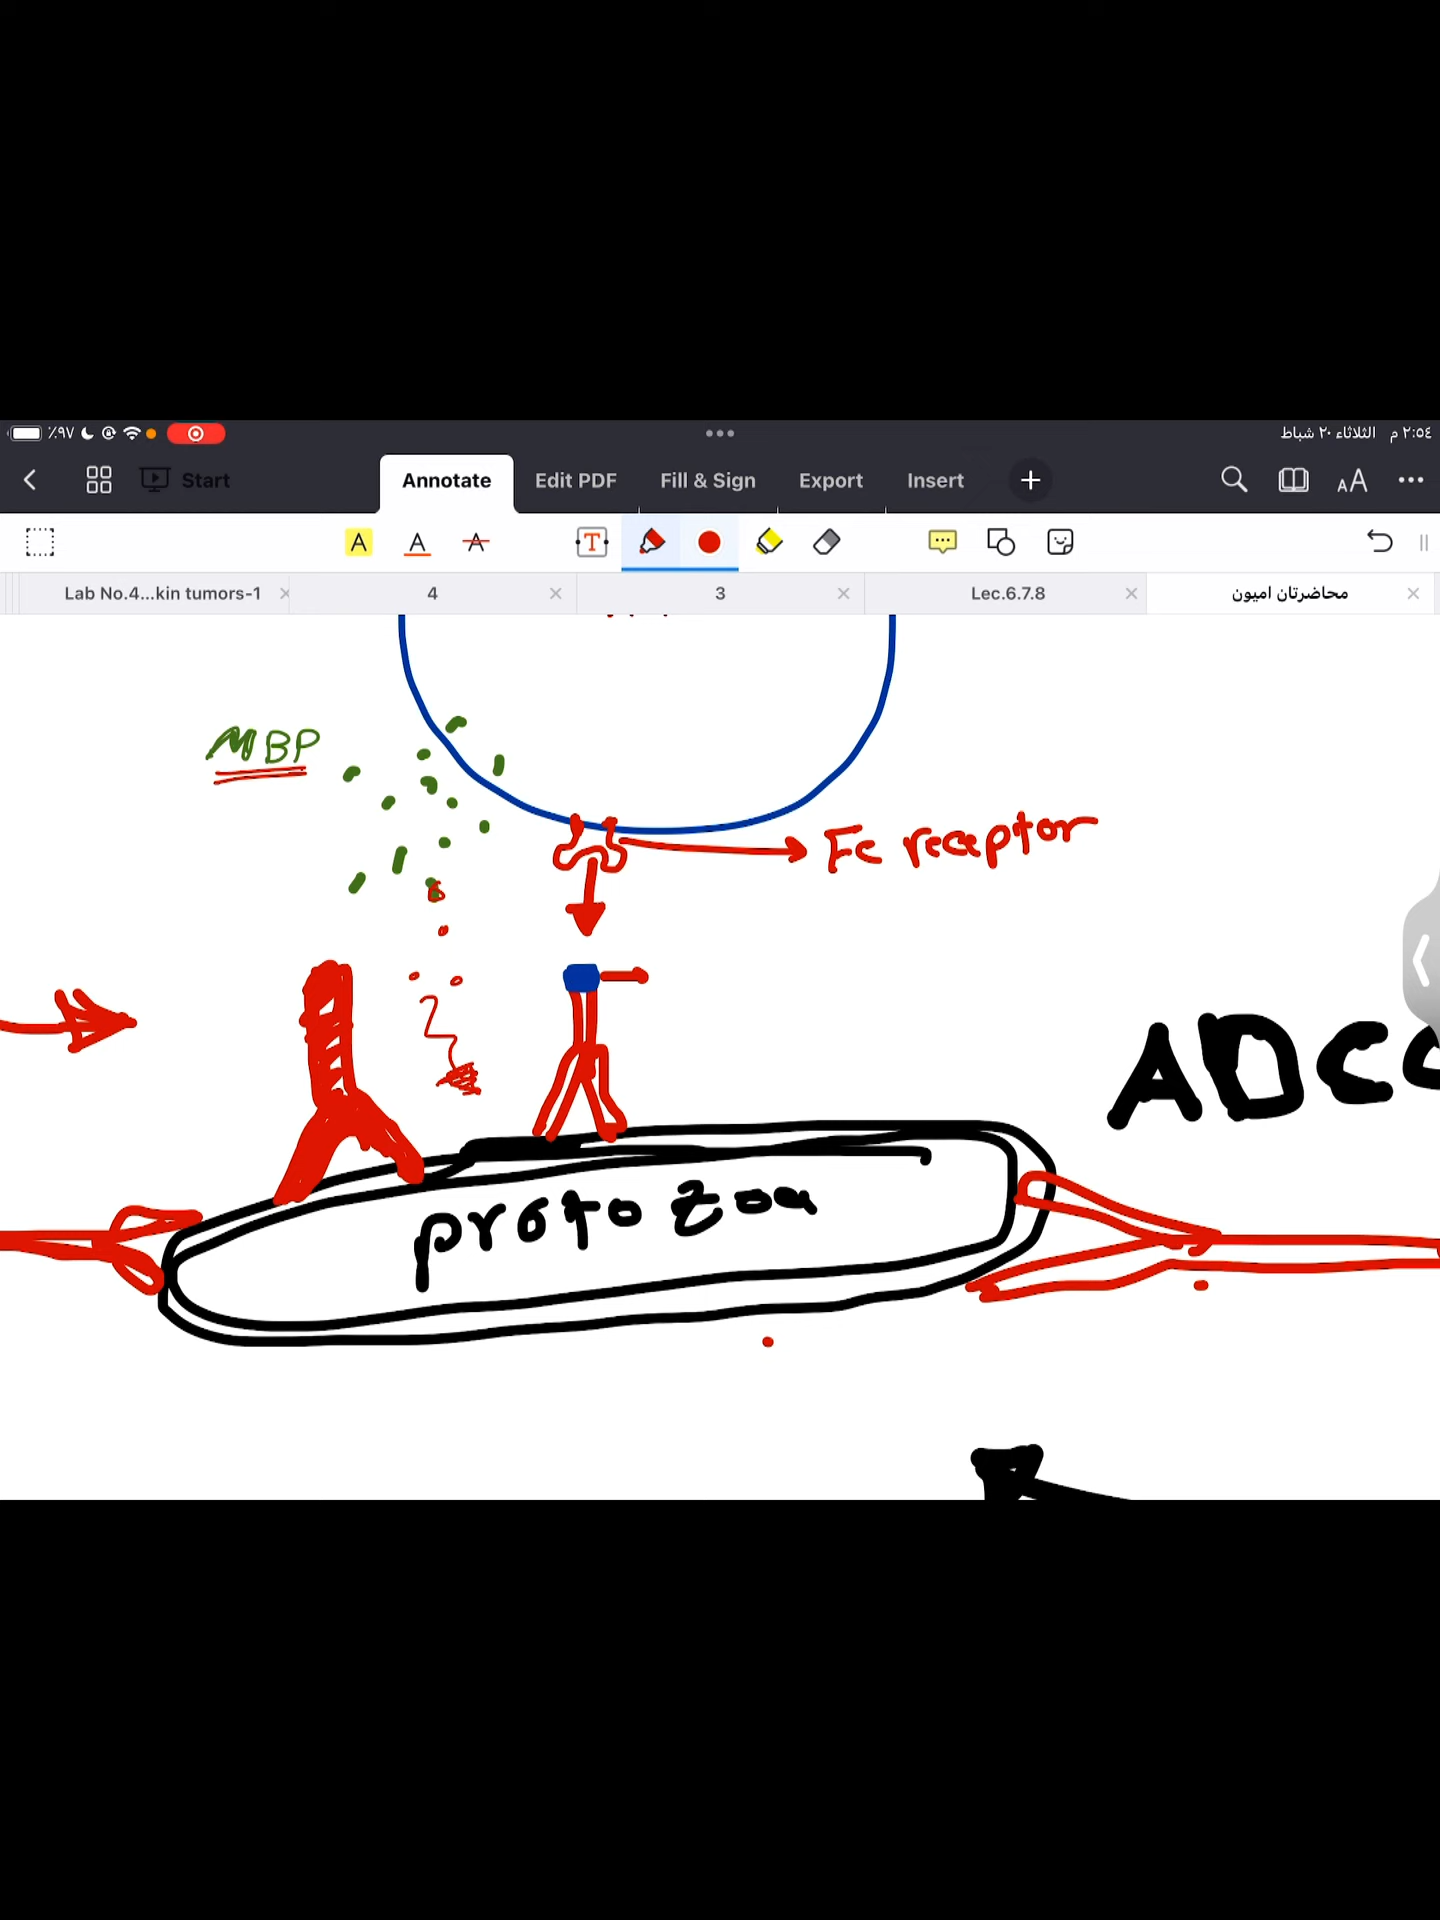 ٪٩٧
٢:٥٤ م الثلاثاء ٢٠ شباط
Start Annotate Edit PDF Fill & Sign Export Insert
Lab No.4...kin tumors-1 4 3 Lec.6.7.8 محاضرتان اميون
MBP
Fc receptor
ADCC
protozoa